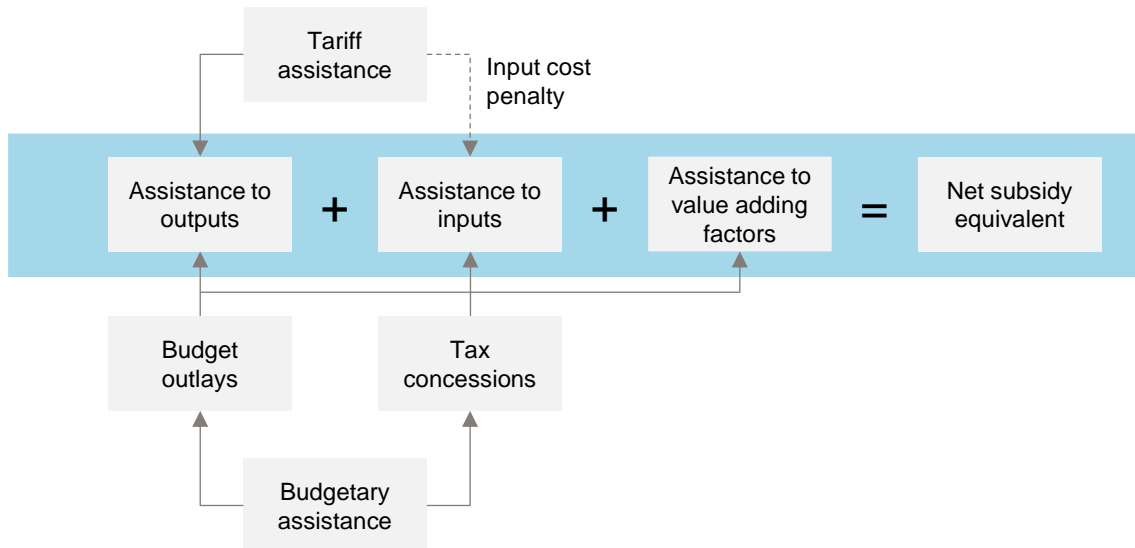 Tariff
assistance
Input cost
penalty
Assistance to
outputs
+
Assistance to
inputs
+
Assistance to
value adding
factors
=
Net subsidy
equivalent
Budget
outlays
Tax
concessions
Budgetary
assistance